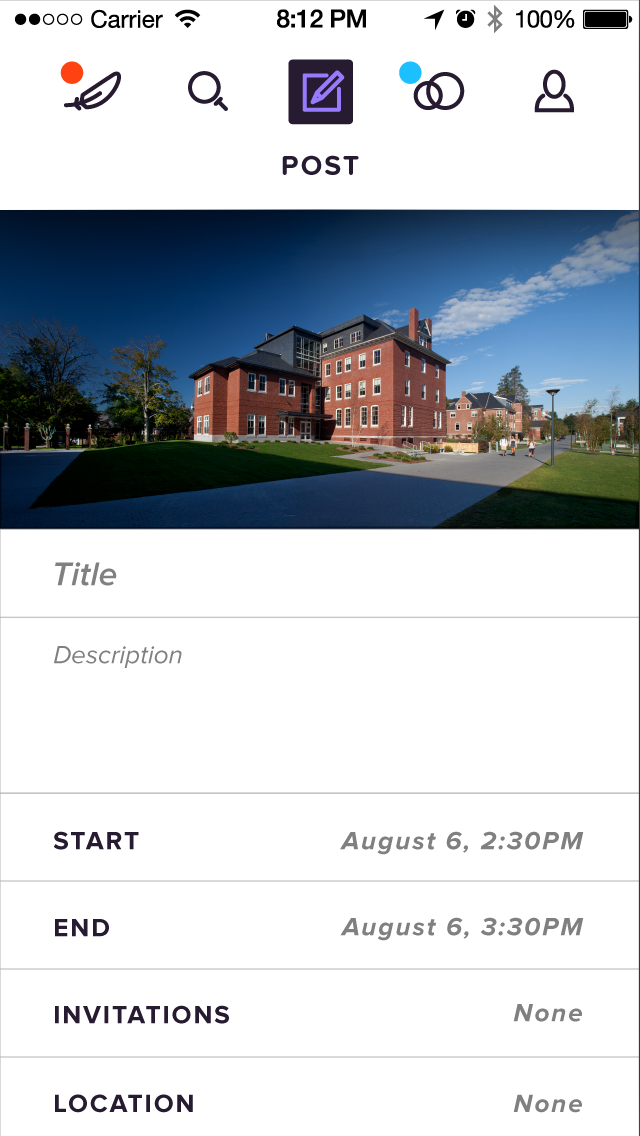 Carrier 8:12 PM 100%
POST
Title
Description
START August 6, 2:30PM
END August 6, 3:30PM
INVITATIONS None
LOCATION None